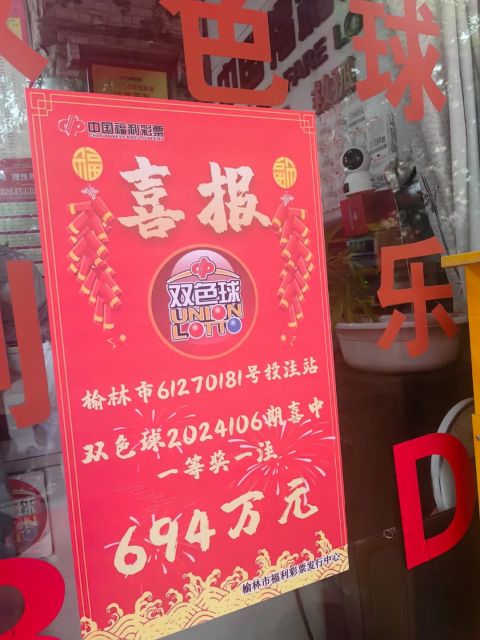 色球
中国福利彩票
CHINA WELFARE LOTTERY
福
喜报
双色球
UNION
LOTTO
榆林市61270181号投注站
双色球2024106期喜中
一等奖一注
694万元
榆林市福利彩票发行中心
乐
D